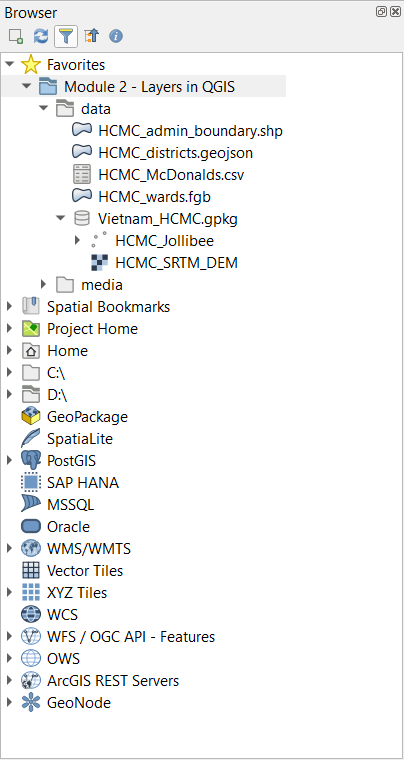 Browser
Favorites
Module 2 - Layers in QGIS
data
HCMC_admin_boundary.shp
HCMC_districts.geojson
HCMC_McDonalds.csv
HCMC_wards.fgb
Vietnam_HCMC.gpkg
HCMC_Jollibee
HCMC_SRTM_DEM
media
Spatial Bookmarks
Project Home
Home
C:\
D:\
GeoPackage
SpatiaLite
PostGIS
SAP HANA
MSSQL
Oracle
WMS/WMTS
Vector Tiles
XYZ Tiles
WCS
WFS / OGC API - Features
OWS
ArcGIS REST Servers
GeoNode